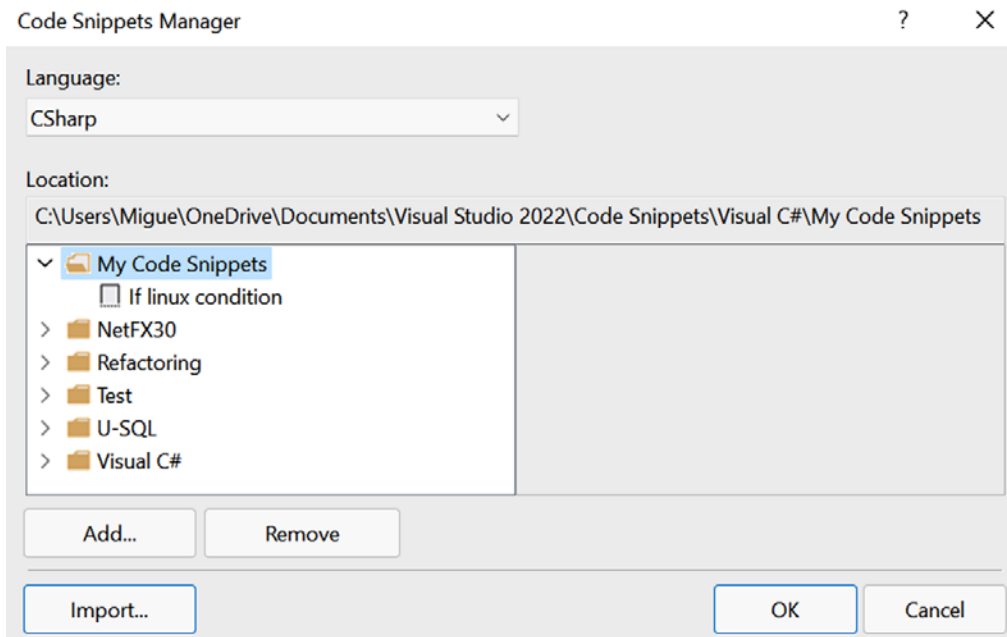 Code Snippets Manager ?
Language:
CSharp
Location:
C:\Users\Migue\OneDrive\Documents\Visual Studio 2022\Code Snippets\Visual C#\My Code Snippets
My Code Snippets
If linux condition
NetFX30
Refactoring
Test
U-SQL
Visual C#
Add... Remove
Import... OK Cancel